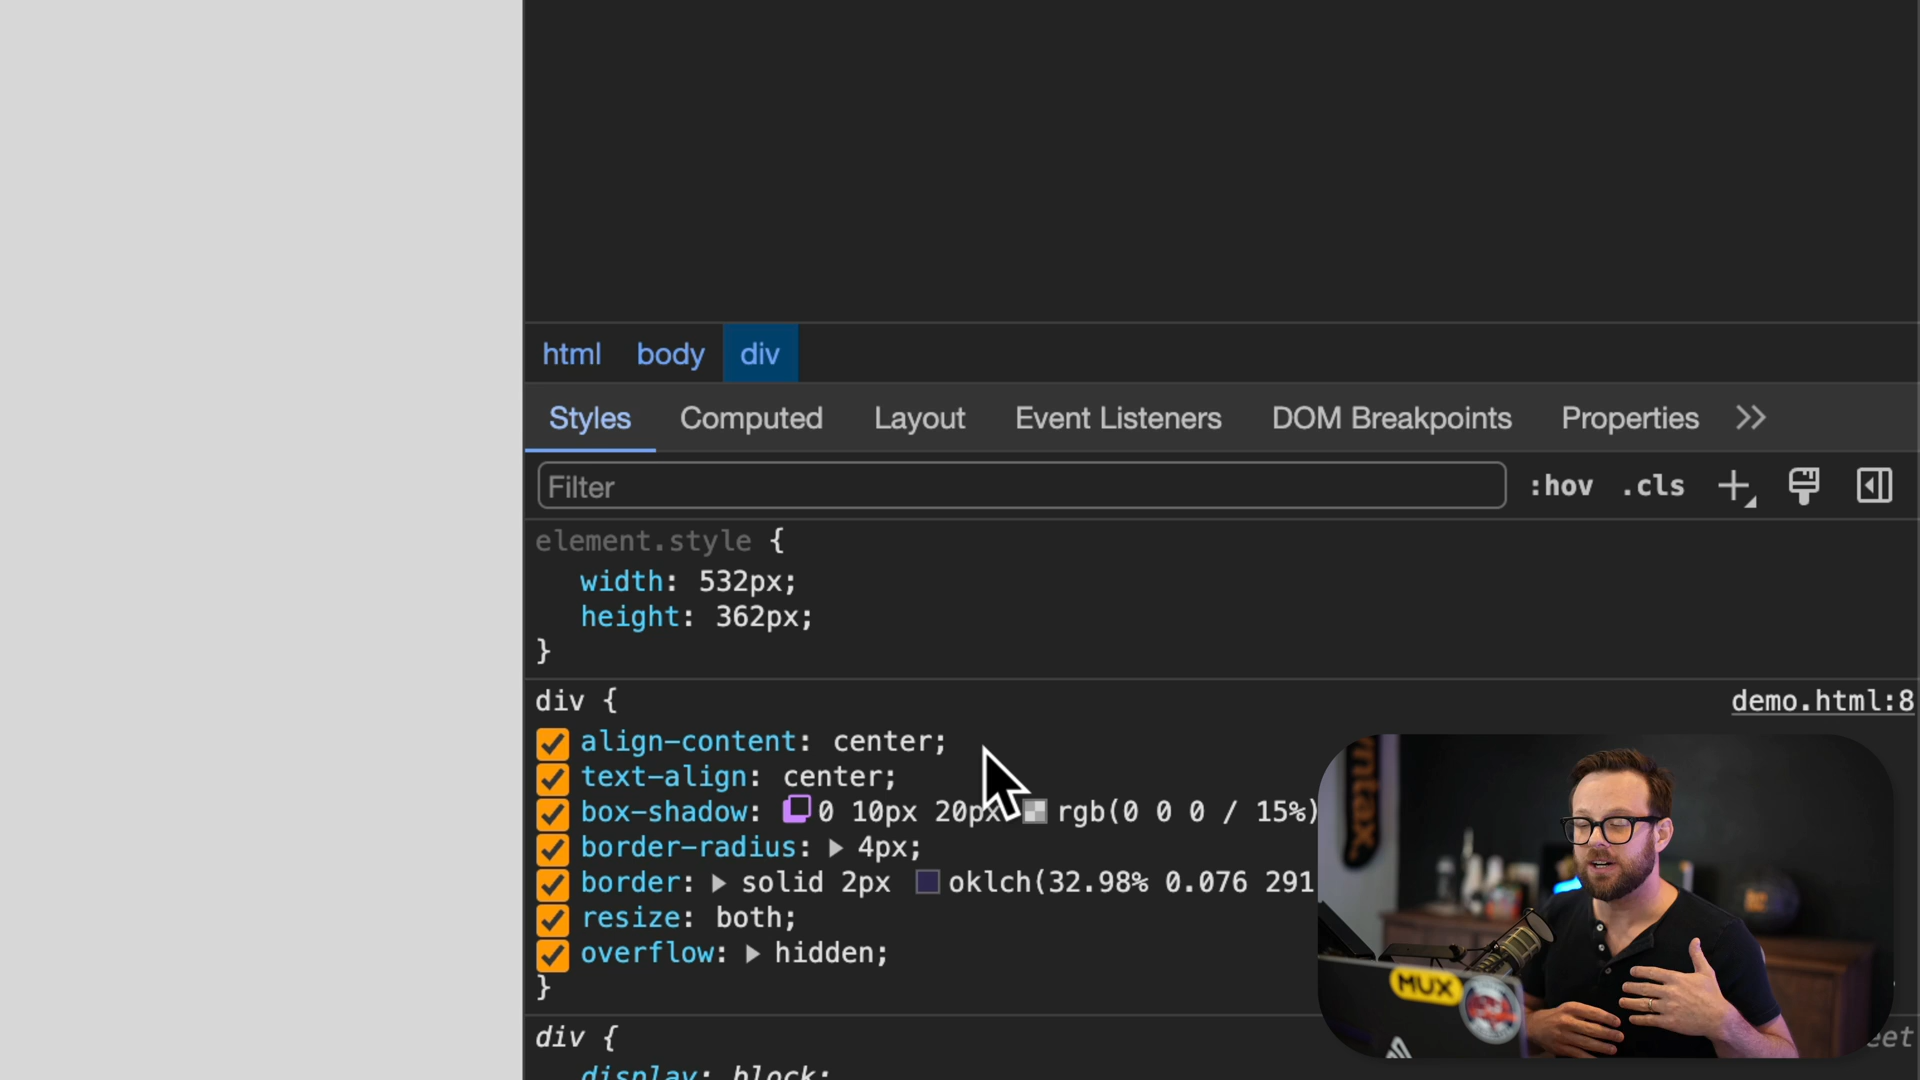 html body div
Styles Computed Layout Event Listeners DOM Breakpoints Properties
Filter :hov .cls
element.style {
width: 532px;
height: 362px;
}
div { demo.html:8
align-content: center;
text-align: center;
box-shadow: 0 10px 20px rgb(0 0 0 / 15%)
border-radius: 4px;
border: solid 2px oklch(32.98% 0.076 291
resize: both;
overflow: hidden;
}
div {
eet
display: block;
ntax.
MUX